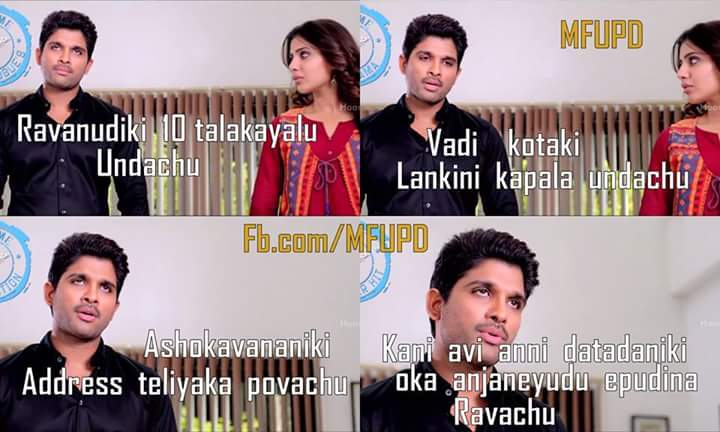 Ravanudiki 10 talakayalu
Undachu
MFUPD
Vadi kotaki
Lankini kapala undachu
Fb.com/MFUPD
Ashokavananiki
Address teliyaka povachu
Kani avi anni datadaniki
oka anjaneyudu epudina
Ravachu